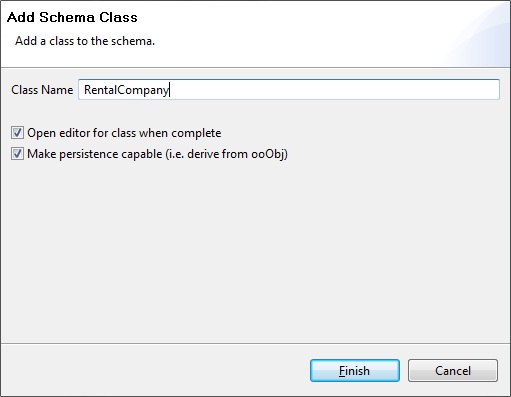 Add Schema Class
Add a class to the schema.
Class Name RentalCompany
Open editor for class when complete
Make persistence capable (i.e. derive from ooObj)
Finish Cancel